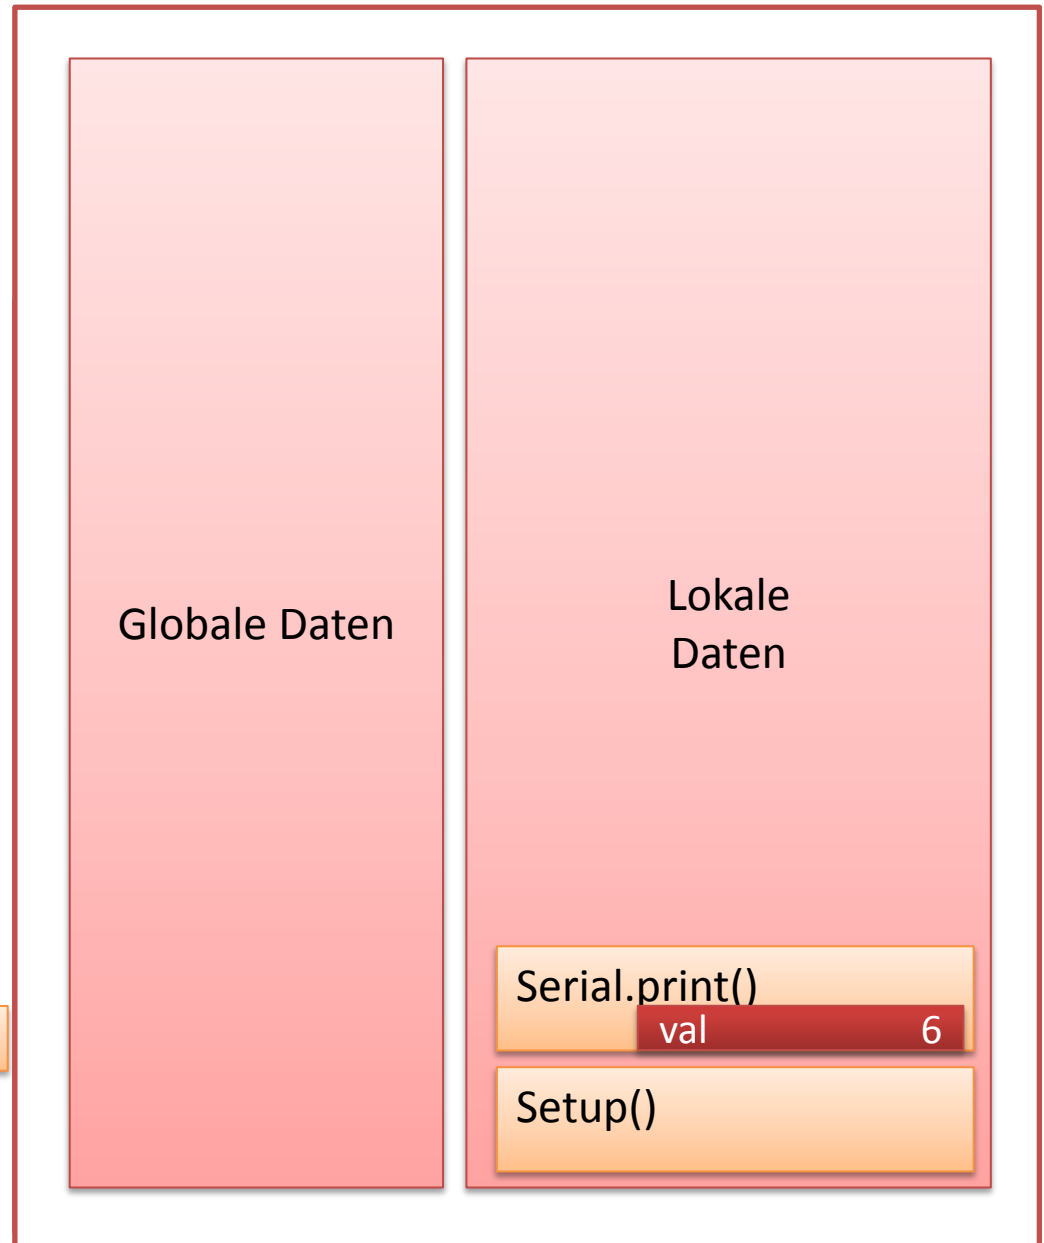 Globale Daten
Lokale
Daten
Serial.print()
val 6
Setup()